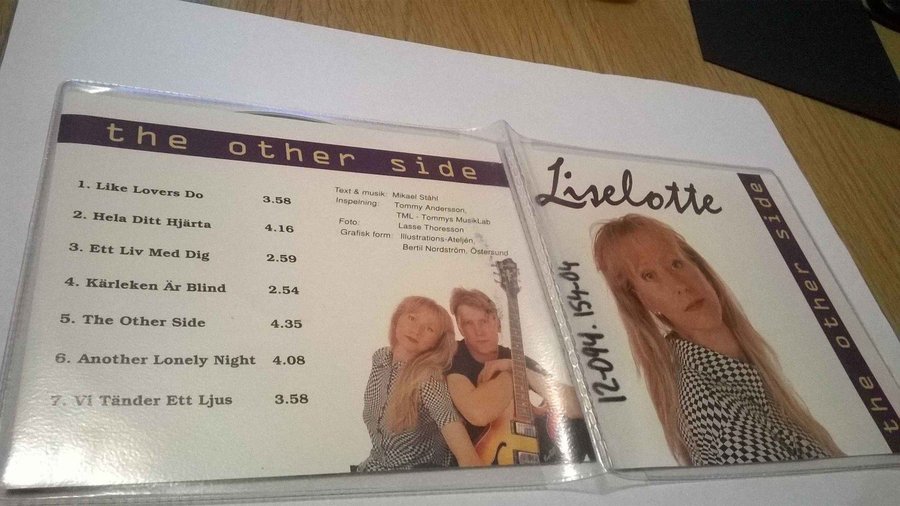 the other side
1. Like Lovers Do 3.58
2. Hela Ditt Hjärta 4.16
3. Ett Liv Med Dig 2.59
4. Kärleken Är Blind 2.54
5. The Other Side 4.35
6. Another Lonely Night 4.08
7. Vi Tänder Ett Ljus 3.58
Text & musik: Mikael Ståhl
Inspelning: Tommy Andersson,
TML - Tommys MusikLab
Foto: Lasse Thoresson
Grafisk form: Illustrations-Ateljén,
Bertil Nordström, Östersund
Liselotte
12-094.154-04
the other side